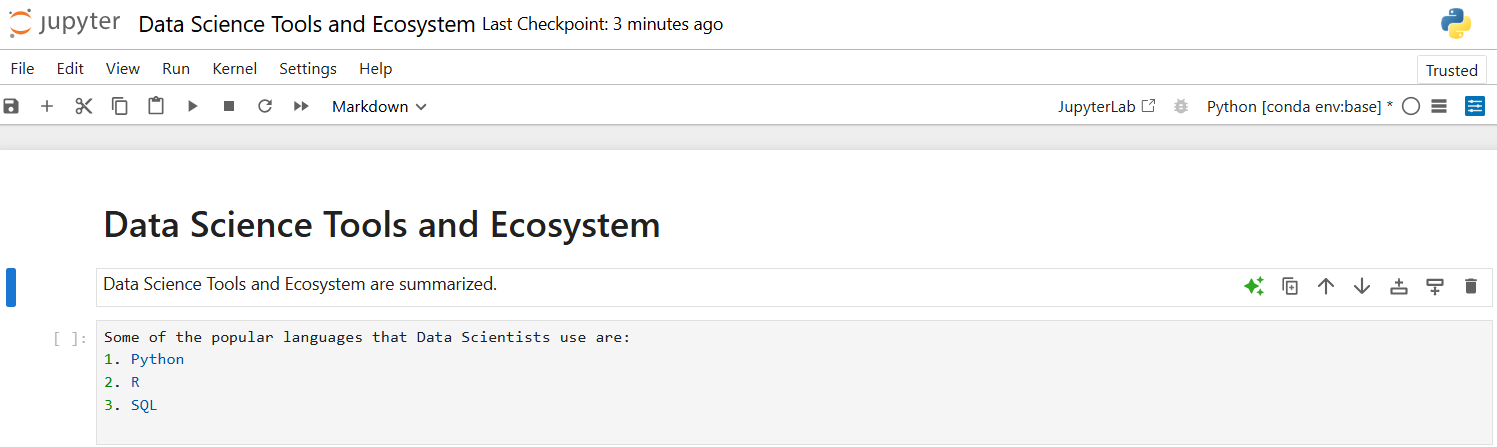 jupyter Data Science Tools and Ecosystem Last Checkpoint: 3 minutes ago
File Edit View Run Kernel Settings Help Trusted
Markdown JupyterLab Python [conda env:base] *
Data Science Tools and Ecosystem
Data Science Tools and Ecosystem are summarized.
[ ]: Some of the popular languages that Data Scientists use are:
1. Python
2. R
3. SQL